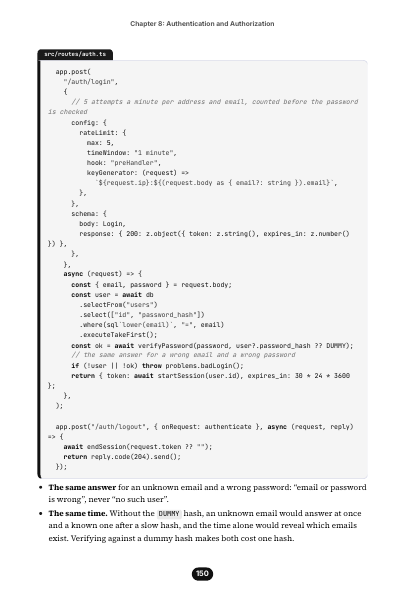 Chapter 8: Authentication and Authorization
src/routes/auth.ts
app.post(
"/auth/login",
{
// 5 attempts a minute per address and email, counted before the password
is checked
config: {
rateLimit: {
max: 5,
timeWindow: "1 minute",
hook: "preHandler",
keyGenerator: (request) =>
`${request.ip}:${(request.body as { email?: string }).email}`,
},
},
schema: {
body: Login,
response: { 200: z.object({ token: z.string(), expires_in: z.number()
}) },
},
},
async (request) => {
const { email, password } = request.body;
const user = await db
.selectFrom("users")
.select(["id", "password_hash"])
.where(sql`lower(email)`, "=", email)
.executeTakeFirst();
const ok = await verifyPassword(password, user?.password_hash ?? DUMMY);
// the same answer for a wrong email and a wrong password
if (!user || !ok) throw problems.badLogin();
return { token: await startSession(user.id), expires_in: 30 * 24 * 3600
};
},
);
app.post("/auth/logout", { onRequest: authenticate }, async (request, reply)
=> {
await endSession(request.token ?? "");
return reply.code(204).send();
});
• The same answer for an unknown email and a wrong password: “email or password
is wrong”, never “no such user”.
• The same time. Without the DUMMY hash, an unknown email would answer at once
and a known one after a slow hash, and the time alone would reveal which emails
exist. Verifying against a dummy hash makes both cost one hash.
150